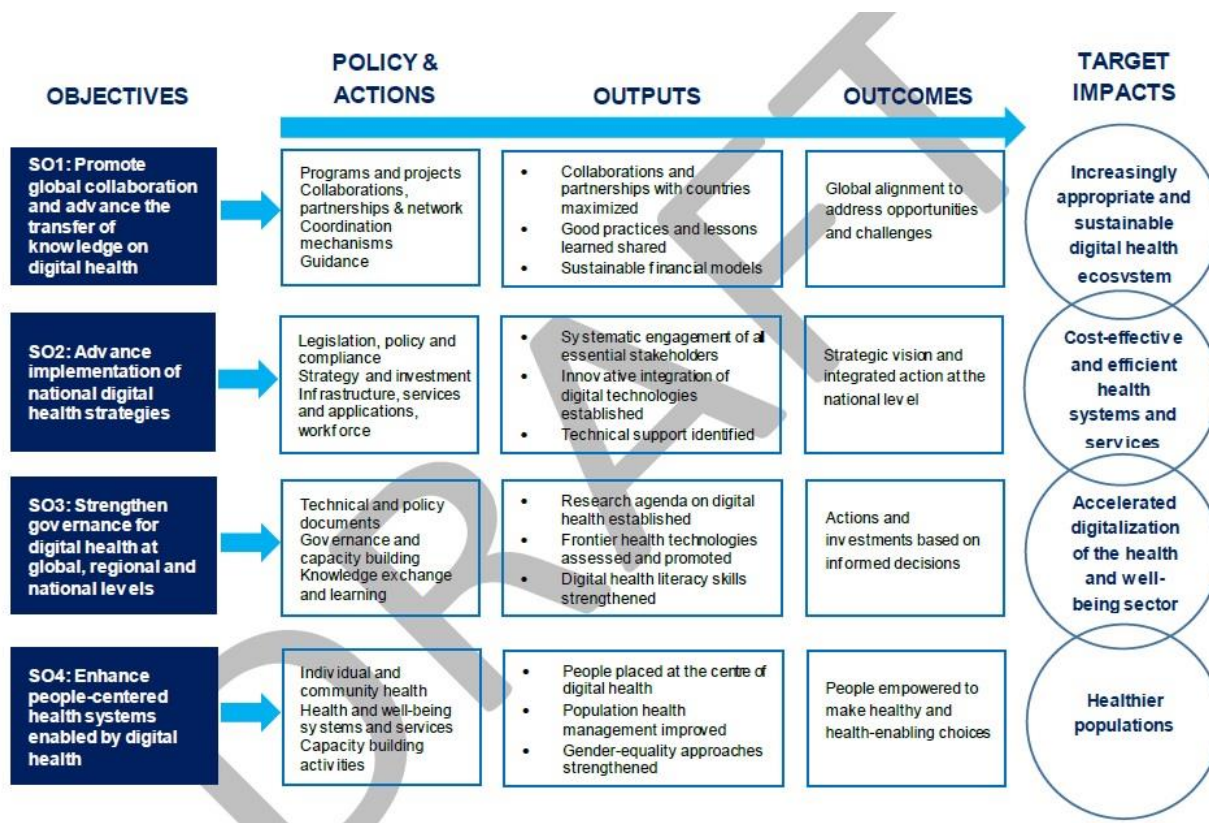 OBJECTIVES
POLICY &
ACTIONS
OUTPUTS
OUTCOMES
TARGET
IMPACTS
SO1: Promote
global collaboration
and advance the
transfer of
knowledge on
digital health
Programs and projects
Collaborations,
partnerships & network
Coordination
mechanisms
Guidance
• Collaborations and
partnerships with countries
maximized
• Good practices and lessons
learned shared
• Sustainable financial models
Global alignment to
address opportunities
and challenges
Increasingly
appropriate and
sustainable
digital health
ecosystem
SO2: Advance
implementation of
national digital
health strategies
Legislation, policy and
compliance
Strategy and investment
Infrastructure, services
and applications,
workforce
• Systematic engagement of all
essential stakeholders
• Innovative integration of
digital technologies
established
• Technical support identified
Strategic vision and
integrated action at the
national level
Cost-effective
and efficient
health
systems and
services
SO3: Strengthen
governance for
digital health at
global, regional and
national levels
Technical and policy
documents
Governance and
capacity building
Knowledge exchange
and learning
• Research agenda on digital
health established
• Frontier health technologies
assessed and promoted
• Digital health literacy skills
strengthened
Actions and
investments based on
informed decisions
Accelerated
digitalization
of the health
and well-
being sector
SO4: Enhance
people-centered
health systems
enabled by digital
health
Individual and
community health
Health and well-being
systems and services
Capacity building
activities
• People placed at the centre of
digital health
• Population health
management improved
• Gender-equality approaches
strengthened
People empowered to
make healthy and
health-enabling choices
Healthier
populations
DRAFT